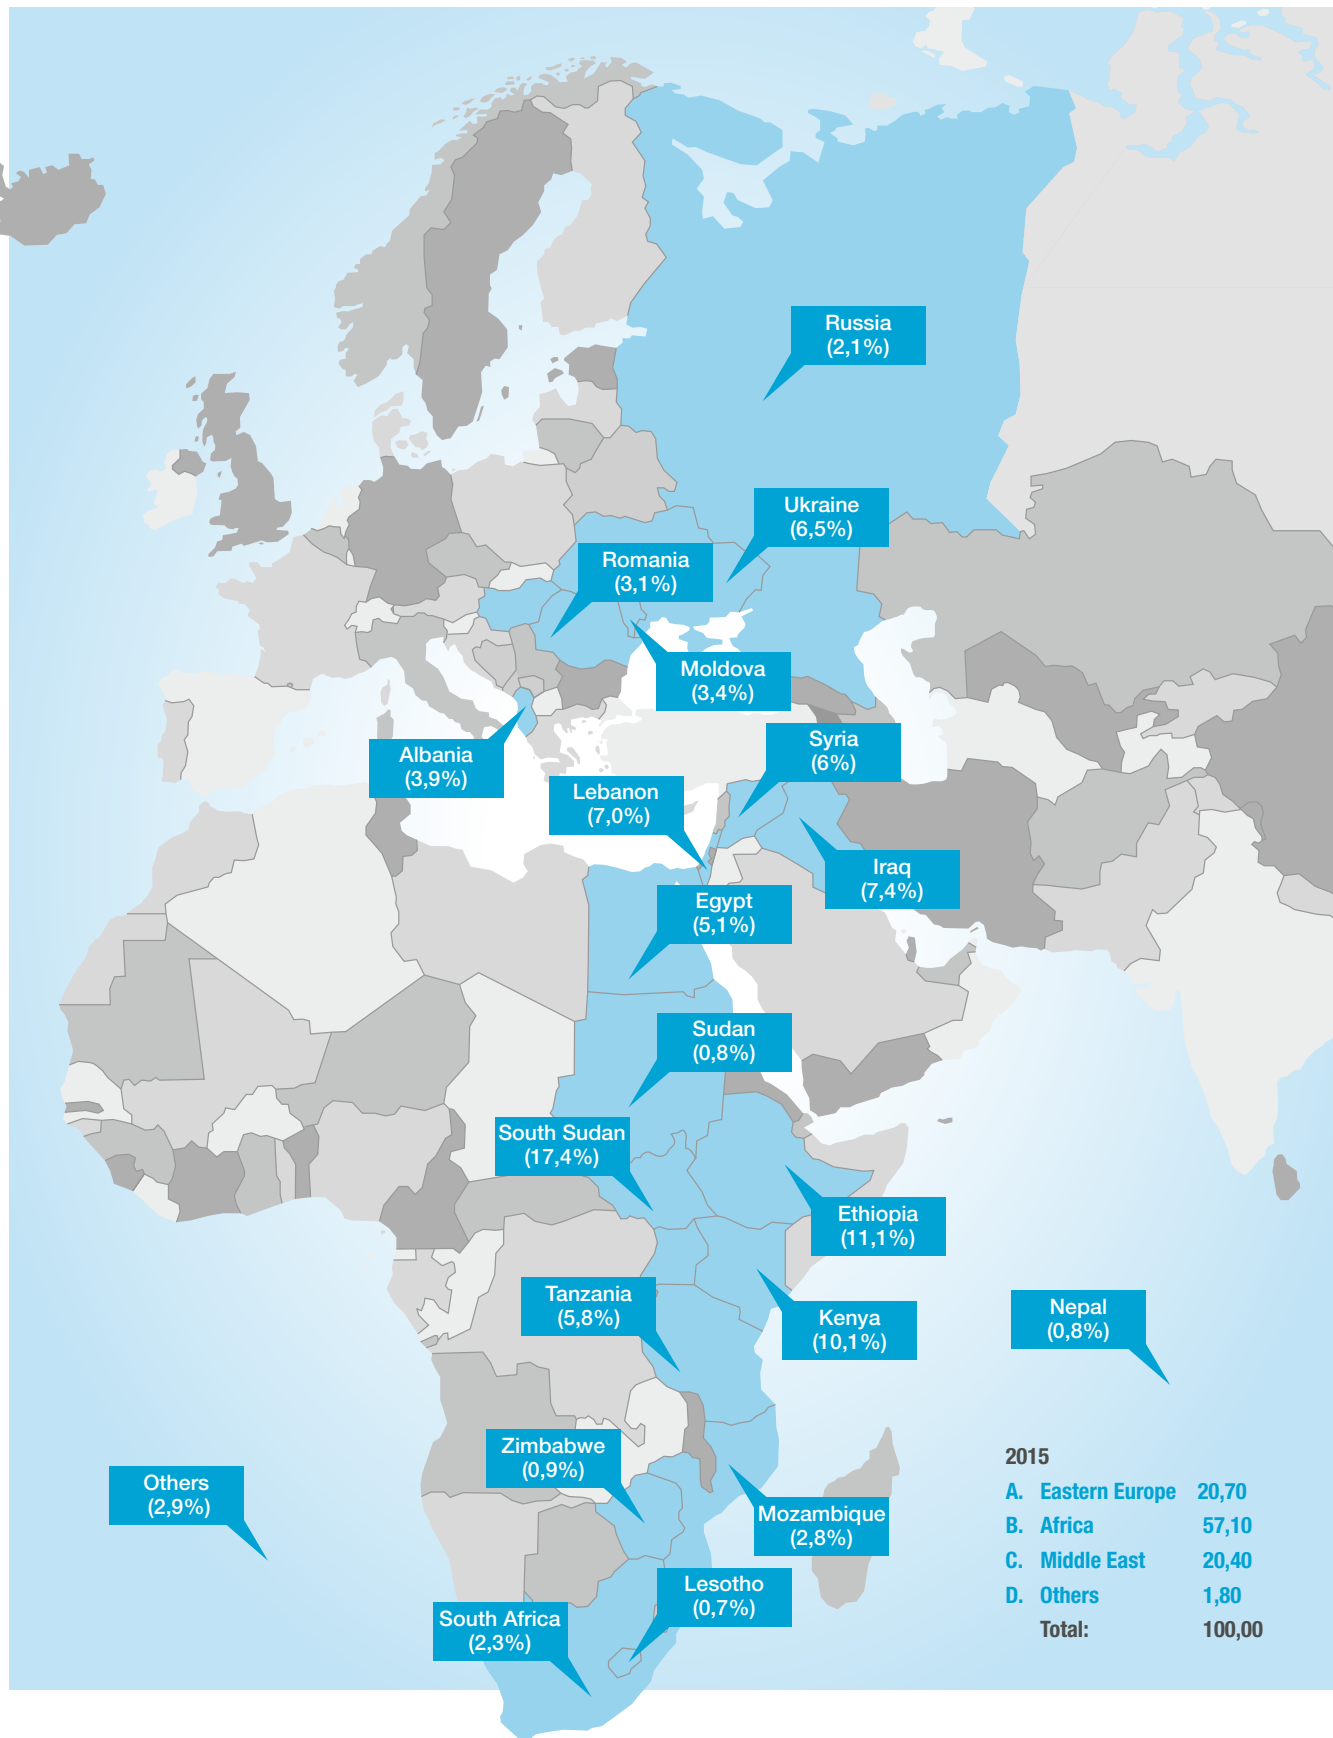 Russia
(2,1%)
Ukraine
(6,5%)
Romania
(3,1%)
Moldova
(3,4%)
Albania
(3,9%)
Syria
(6%)
Lebanon
(7,0%)
Iraq
(7,4%)
Egypt
(5,1%)
Sudan
(0,8%)
South Sudan
(17,4%)
Ethiopia
(11,1%)
Tanzania
(5,8%)
Kenya
(10,1%)
Nepal
(0,8%)
Zimbabwe
(0,9%)
Others
(2,9%)
Mozambique
(2,8%)
Lesotho
(0,7%)
South Africa
(2,3%)
2015
A. Eastern Europe 20,70
B. Africa 57,10
C. Middle East 20,40
D. Others 1,80
Total: 100,00